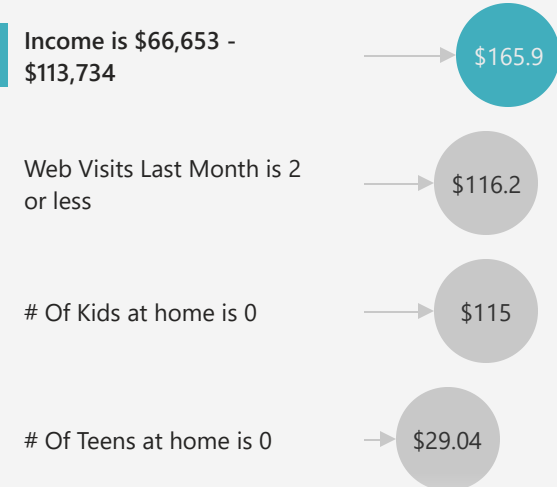 Income is $66,653 -
$113,734
$165.9
Web Visits Last Month is 2
or less
$116.2
# Of Kids at home is 0
$115
# Of Teens at home is 0
$29.04